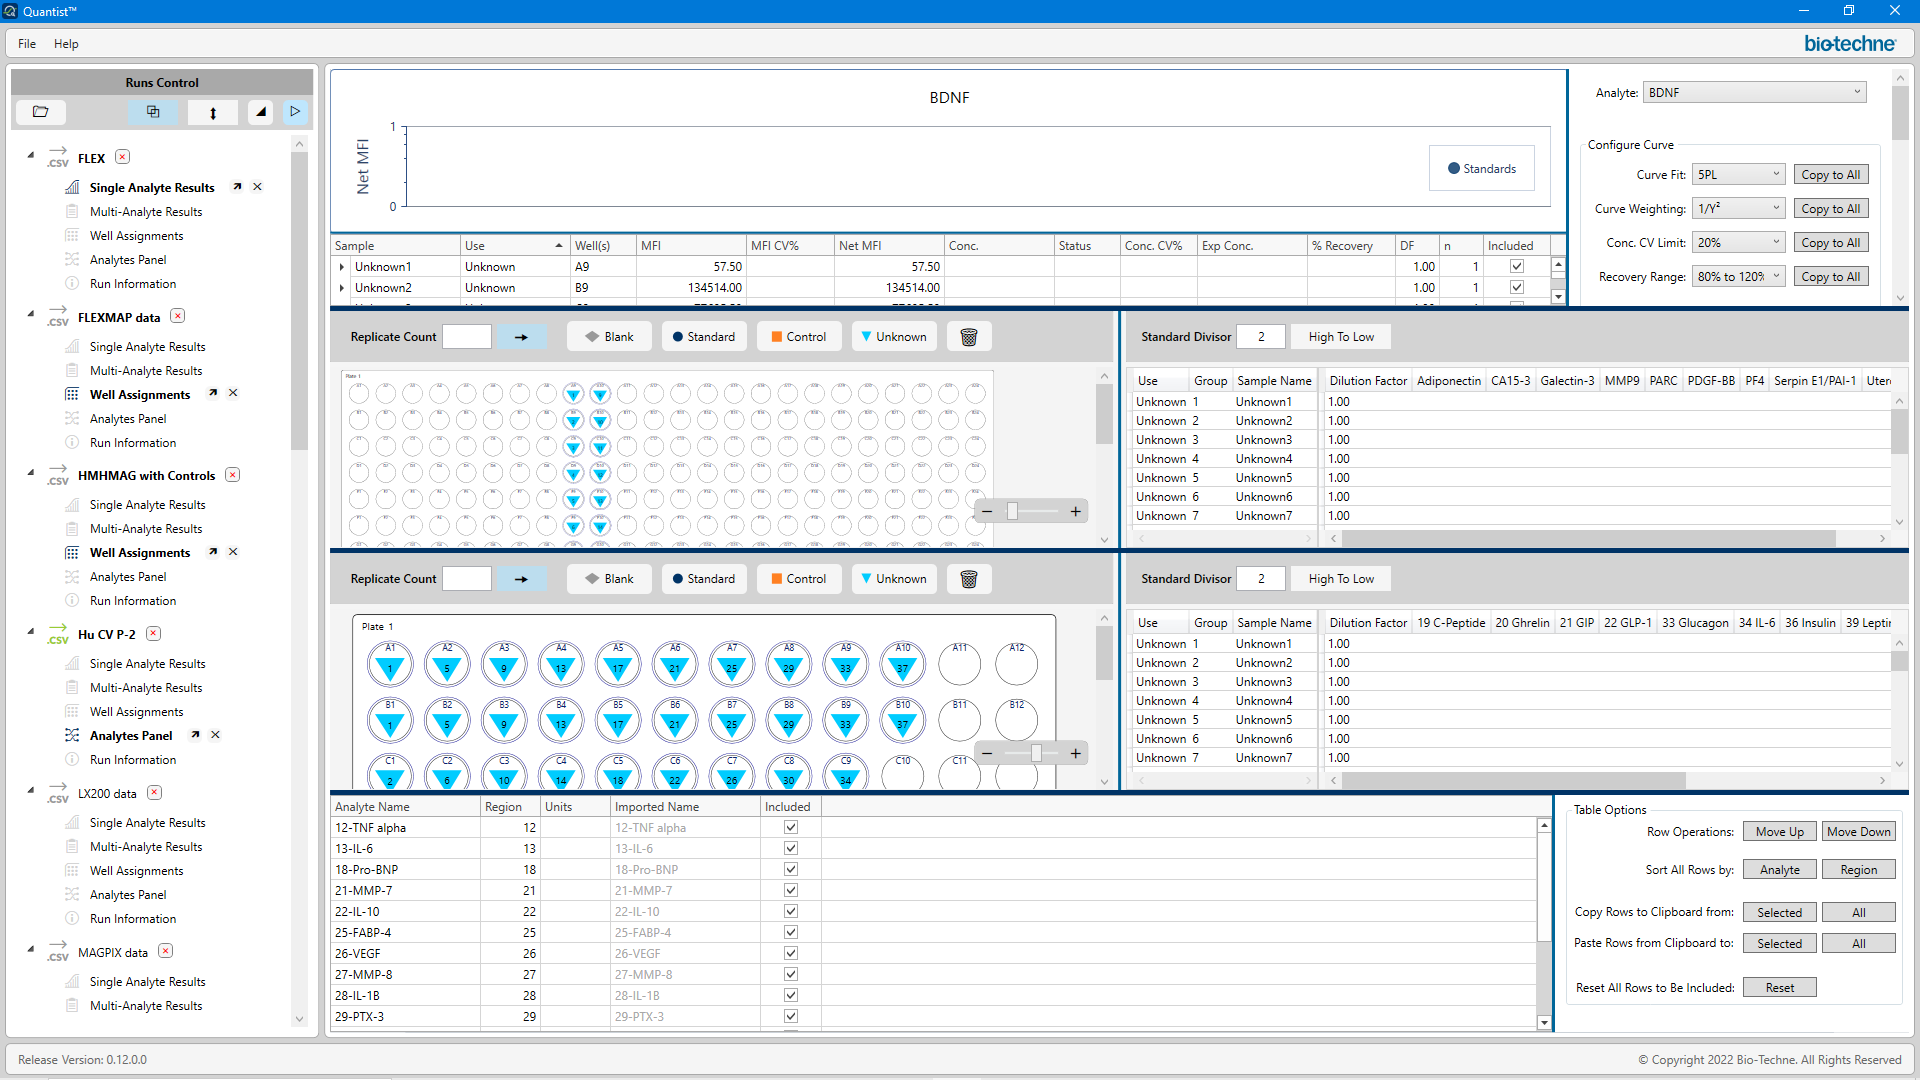 Quantist™
File Help
bio-techne
Runs Control
.CSV FLEX
Single Analyte Results
Multi-Analyte Results
Well Assignments
Analytes Panel
Run Information
.CSV FLEXMAP data
Single Analyte Results
Multi-Analyte Results
Well Assignments
Analytes Panel
Run Information
.CSV HMHMAG with Controls
Single Analyte Results
Multi-Analyte Results
Well Assignments
Analytes Panel
Run Information
.CSV Hu CV P-2
Single Analyte Results
Multi-Analyte Results
Well Assignments
Analytes Panel
Run Information
.CSV LX200 data
Single Analyte Results
Multi-Analyte Results
Well Assignments
Analytes Panel
Run Information
.CSV MAGPIX data
Single Analyte Results
Multi-Analyte Results
BDNF
Net MFI
1
0
Standards
Sample Use Well(s) MFI MFI CV% Net MFI Conc. Status Conc. CV% Exp Conc. % Recovery DF n Included
Unknown1 Unknown A9 57.50 57.50 1.00 1
Unknown2 Unknown B9 134514.00 134514.00 1.00 1
Analyte: BDNF
Configure Curve
Curve Fit: 5PL Copy to All
Curve Weighting: 1/Y² Copy to All
Conc. CV Limit: 20% Copy to All
Recovery Range: 80% to 120% Copy to All
Replicate Count Blank Standard Control Unknown
Plate 1
Standard Divisor 2 High To Low
Use Group Sample Name Dilution Factor Adiponectin CA15-3 Galectin-3 MMP9 PARC PDGF-BB PF4 Serpin E1/PAI-1
Unknown 1 Unknown1 1.00
Unknown 2 Unknown2 1.00
Unknown 3 Unknown3 1.00
Unknown 4 Unknown4 1.00
Unknown 5 Unknown5 1.00
Unknown 6 Unknown6 1.00
Unknown 7 Unknown7 1.00
Replicate Count Blank Standard Control Unknown
Plate 1
A1 A2 A3 A4 A5 A6 A7 A8 A9 A10 A11 A12
1 5 9 13 17 21 25 29 33 37
B1 B2 B3 B4 B5 B6 B7 B8 B9 B10 B11 B12
1 5 9 13 17 21 25 29 33 37
C1 C2 C3 C4 C5 C6 C7 C8 C9 C10 C11
2 6 10 14 18 22 26 30 34
Standard Divisor 2 High To Low
Use Group Sample Name Dilution Factor 19 C-Peptide 20 Ghrelin 21 GIP 22 GLP-1 33 Glucagon 34 IL-6 36 Insulin 39 Leptin
Unknown 1 Unknown1 1.00
Unknown 2 Unknown2 1.00
Unknown 3 Unknown3 1.00
Unknown 4 Unknown4 1.00
Unknown 5 Unknown5 1.00
Unknown 6 Unknown6 1.00
Unknown 7 Unknown7 1.00
Analyte Name Region Units Imported Name Included
12-TNF alpha 12 12-TNF alpha
13-IL-6 13 13-IL-6
18-Pro-BNP 18 18-Pro-BNP
21-MMP-7 21 21-MMP-7
22-IL-10 22 22-IL-10
25-FABP-4 25 25-FABP-4
26-VEGF 26 26-VEGF
27-MMP-8 27 27-MMP-8
28-IL-1B 28 28-IL-1B
29-PTX-3 29 29-PTX-3
Table Options
Row Operations: Move Up Move Down
Sort All Rows by: Analyte Region
Copy Rows to Clipboard from: Selected All
Paste Rows from Clipboard to: Selected All
Reset All Rows to Be Included: Reset
Release Version: 0.12.0.0
© Copyright 2022 Bio-Techne. All Rights Reserved